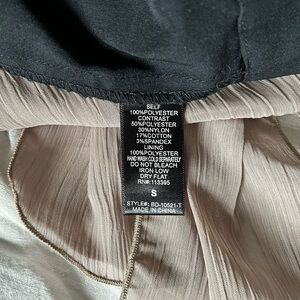 SELF
100%POLYESTER
CONTRAST
50%POLYESTER
30%NYLON
17%COTTON
3%SPANDEX
LINING
100%POLYESTER
HAND WASH COLD SEPARATELY
DO NOT BLEACH
IRON LOW
DRY FLAT
RN#:113395
S
STYLE#: BD-10521-T
MADE IN CHINA